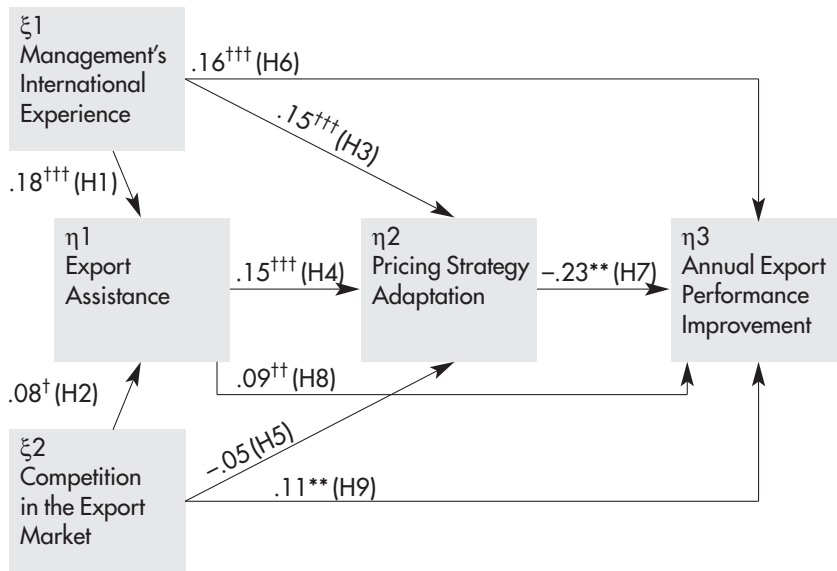 ξ1
Management's
International
Experience
.16††† (H6)
.15††† (H3)
.18††† (H1)
η1
Export
Assistance
.15††† (H4)
η2
Pricing Strategy
Adaptation
–.23** (H7)
η3
Annual Export
Performance
Improvement
.09†† (H8)
.08† (H2)
–.05 (H5)
ξ2
Competition
in the Export
Market
.11** (H9)